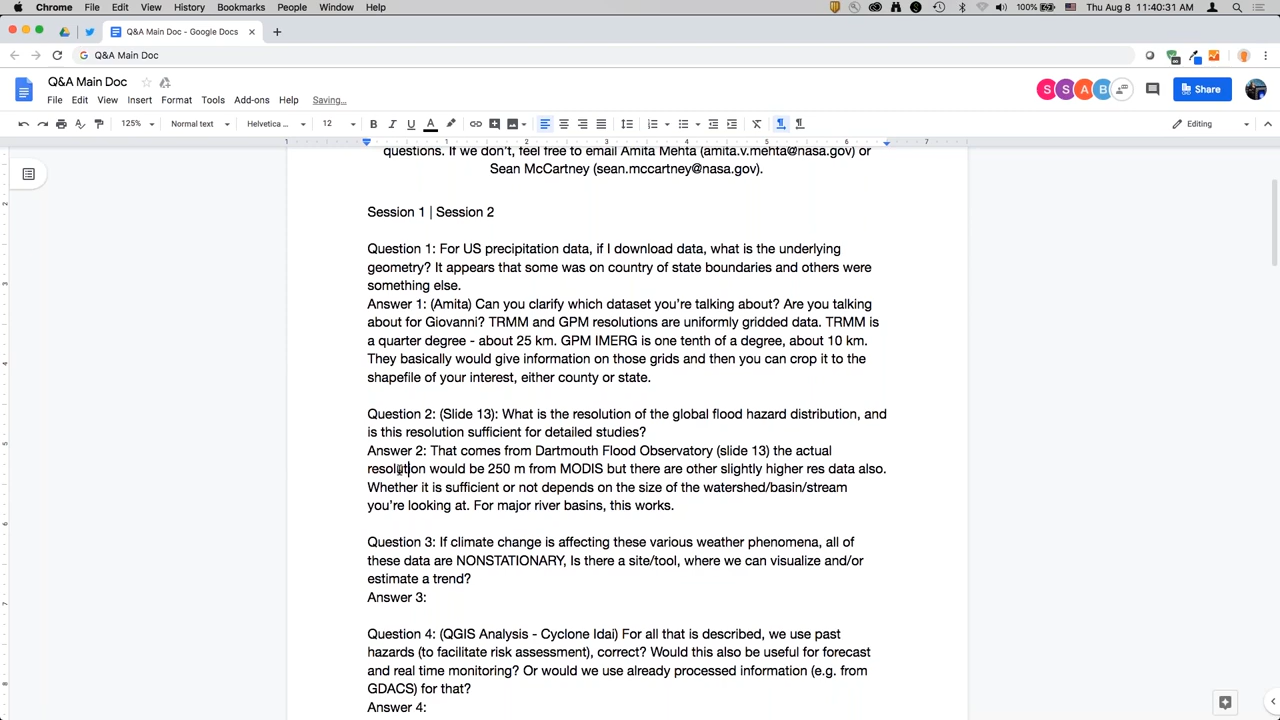 Chrome File Edit View History Bookmarks People Window Help 100% Thu Aug 8 11:40:31 AM
Q&A Main Doc - Google Docs
Q&A Main Doc
Q&A Main Doc
File Edit View Insert Format Tools Add-ons Help Saving...
S S A B Share
125% Normal text Helvetica ... 12 B I U A Editing
1 1 2 3 4 5 6 7
questions. If we don't, feel free to email Amita Mehta (amita.v.mehta@nasa.gov) or
Sean McCartney (sean.mccartney@nasa.gov).
Session 1 | Session 2
Question 1: For US precipitation data, if I download data, what is the underlying
geometry? It appears that some was on country of state boundaries and others were
something else.
Answer 1: (Amita) Can you clarify which dataset you're talking about? Are you talking
about for Giovanni? TRMM and GPM resolutions are uniformly gridded data. TRMM is
a quarter degree - about 25 km. GPM IMERG is one tenth of a degree, about 10 km.
They basically would give information on those grids and then you can crop it to the
shapefile of your interest, either county or state.
Question 2: (Slide 13): What is the resolution of the global flood hazard distribution, and
is this resolution sufficient for detailed studies?
Answer 2: That comes from Dartmouth Flood Observatory (slide 13) the actual
resolution would be 250 m from MODIS but there are other slightly higher res data also.
Whether it is sufficient or not depends on the size of the watershed/basin/stream
you're looking at. For major river basins, this works.
Question 3: If climate change is affecting these various weather phenomena, all of
these data are NONSTATIONARY, Is there a site/tool, where we can visualize and/or
estimate a trend?
Answer 3:
Question 4: (QGIS Analysis - Cyclone Idai) For all that is described, we use past
hazards (to facilitate risk assessment), correct? Would this also be useful for forecast
and real time monitoring? Or would we use already processed information (e.g. from
GDACS) for that?
Answer 4: